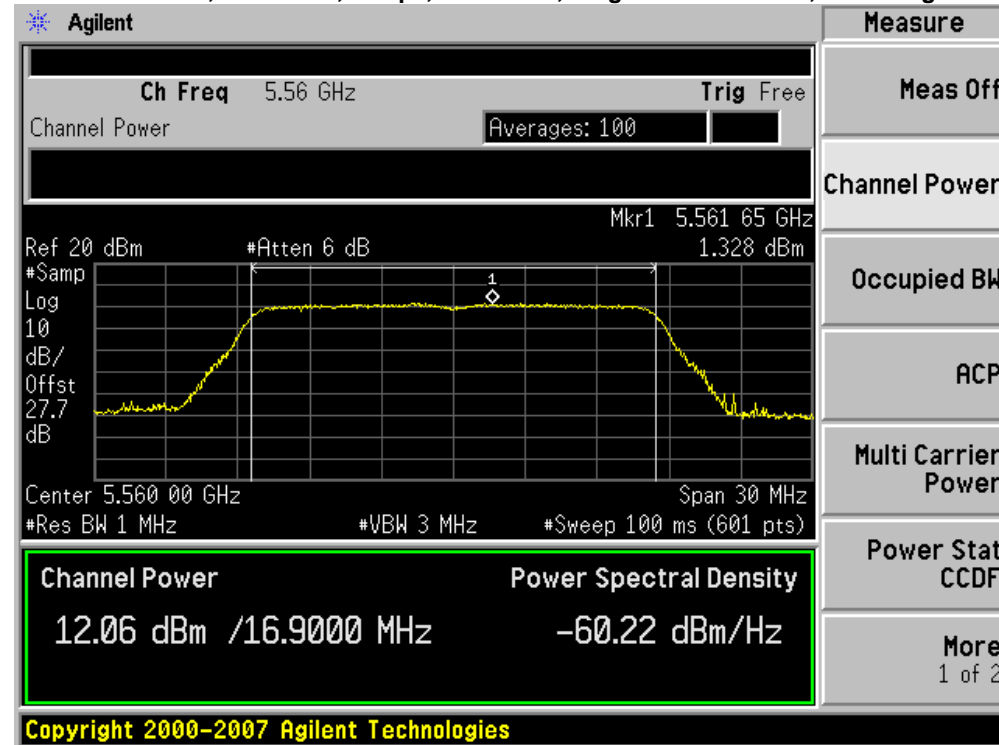 Agilent
Measure
Ch Freq 5.56 GHz
Trig Free
Channel Power
Averages: 100
Meas Off
Channel Power
Occupied BW
ACP
Multi Carrier
Power
Power Stat
CCDF
More
1 of 2
Mkr1 5.561 65 GHz
Ref 20 dBm #Atten 6 dB 1.328 dBm
#Samp
Log
10
dB/
Offst
27.7
dB
1
Center 5.560 00 GHz Span 30 MHz
#Res BW 1 MHz #VBW 3 MHz #Sweep 100 ms (601 pts)
Channel Power
Power Spectral Density
12.06 dBm /16.9000 MHz
-60.22 dBm/Hz
Copyright 2000-2007 Agilent Technologies